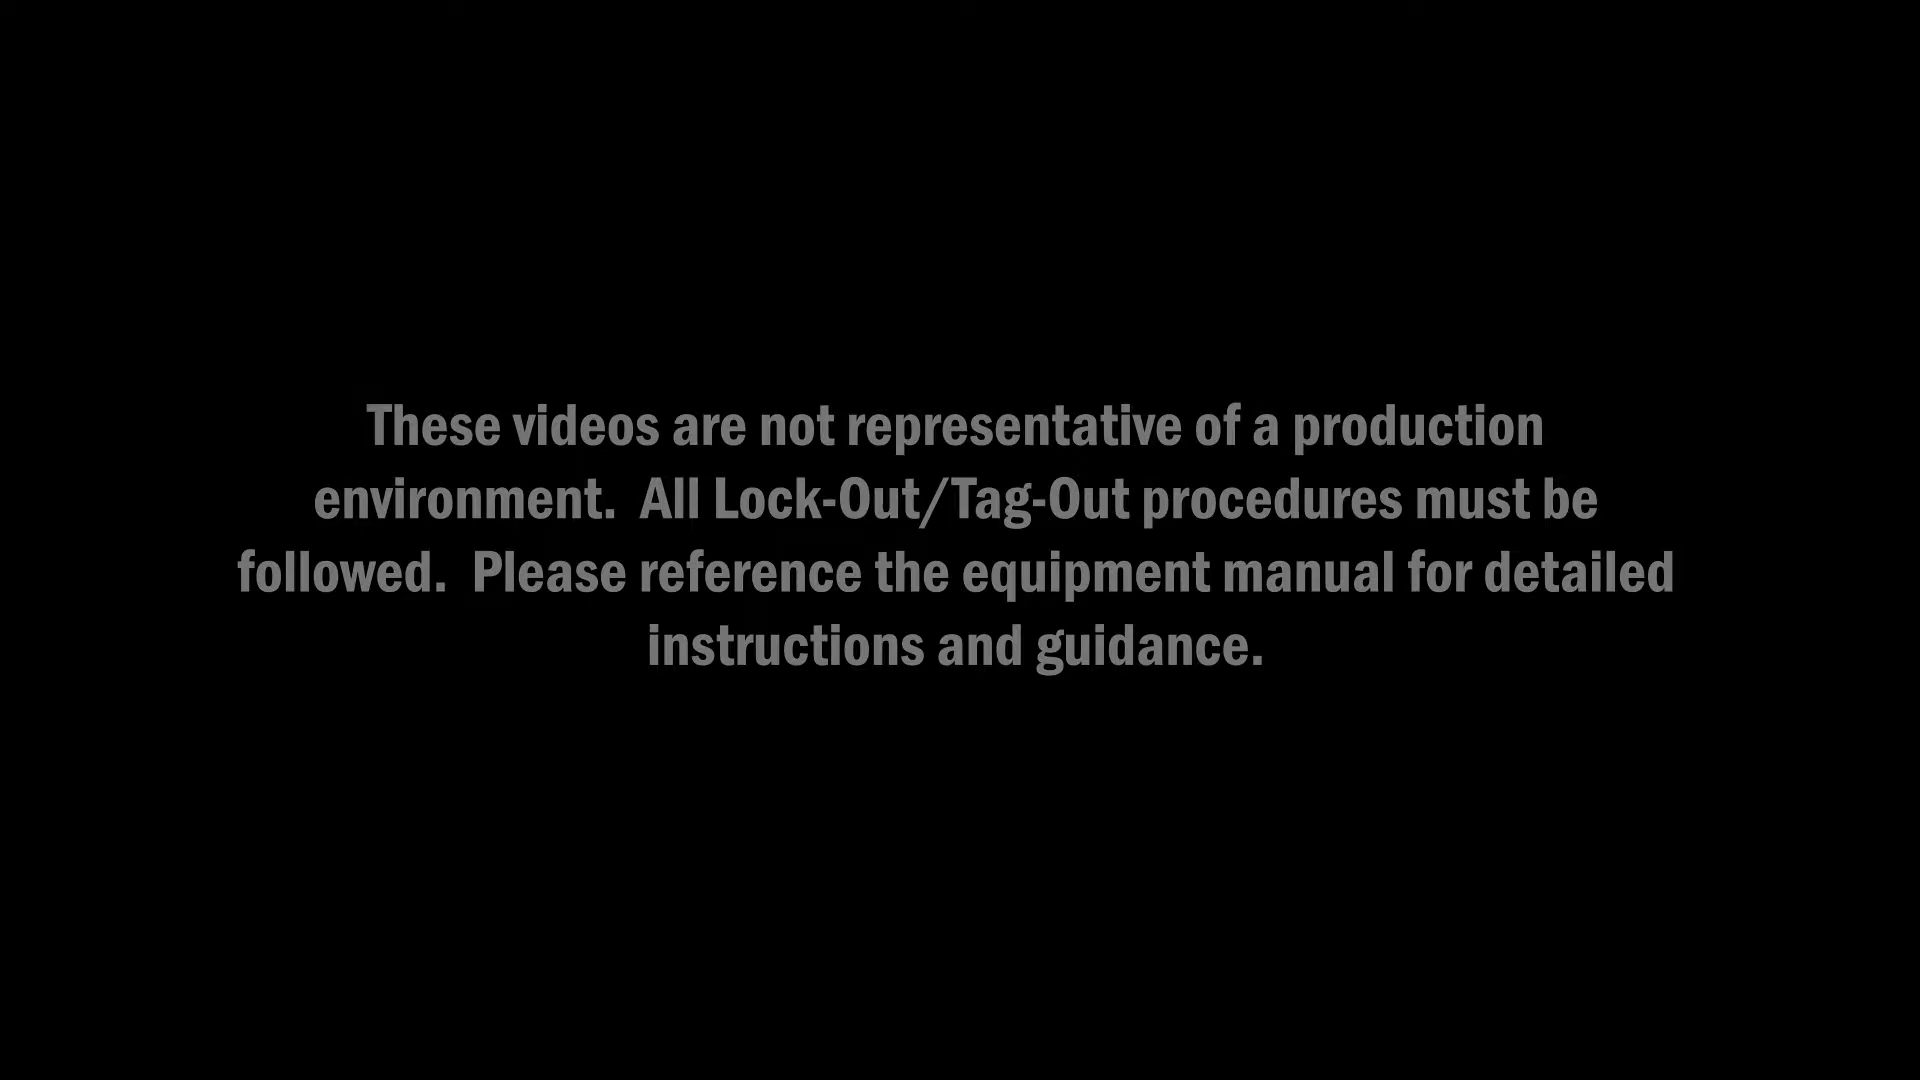 These videos are not representative of a production
environment.  All Lock-Out/Tag-Out procedures must be
followed.  Please reference the equipment manual for detailed
instructions and guidance.